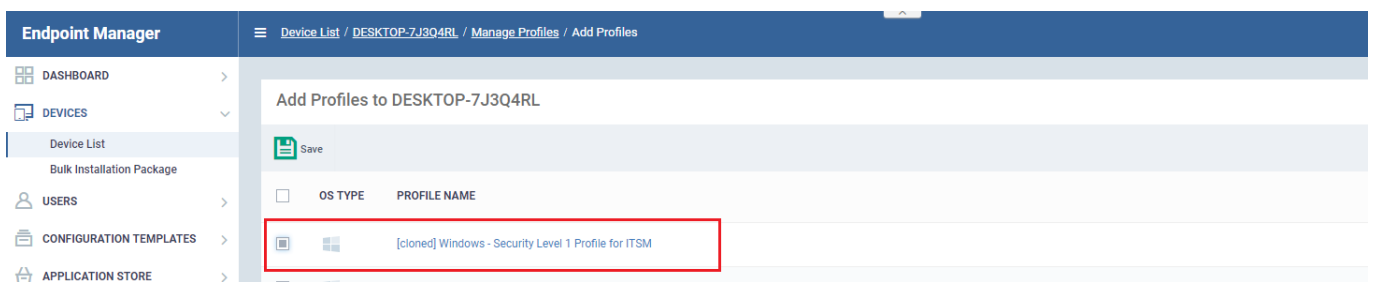 Endpoint Manager
Device List / DESKTOP-7J3Q4RL / Manage Profiles / Add Profiles
DASHBOARD
DEVICES
Device List
Bulk Installation Package
USERS
CONFIGURATION TEMPLATES
APPLICATION STORE
Add Profiles to DESKTOP-7J3Q4RL
Save
OS TYPE PROFILE NAME
[cloned] Windows - Security Level 1 Profile for ITSM